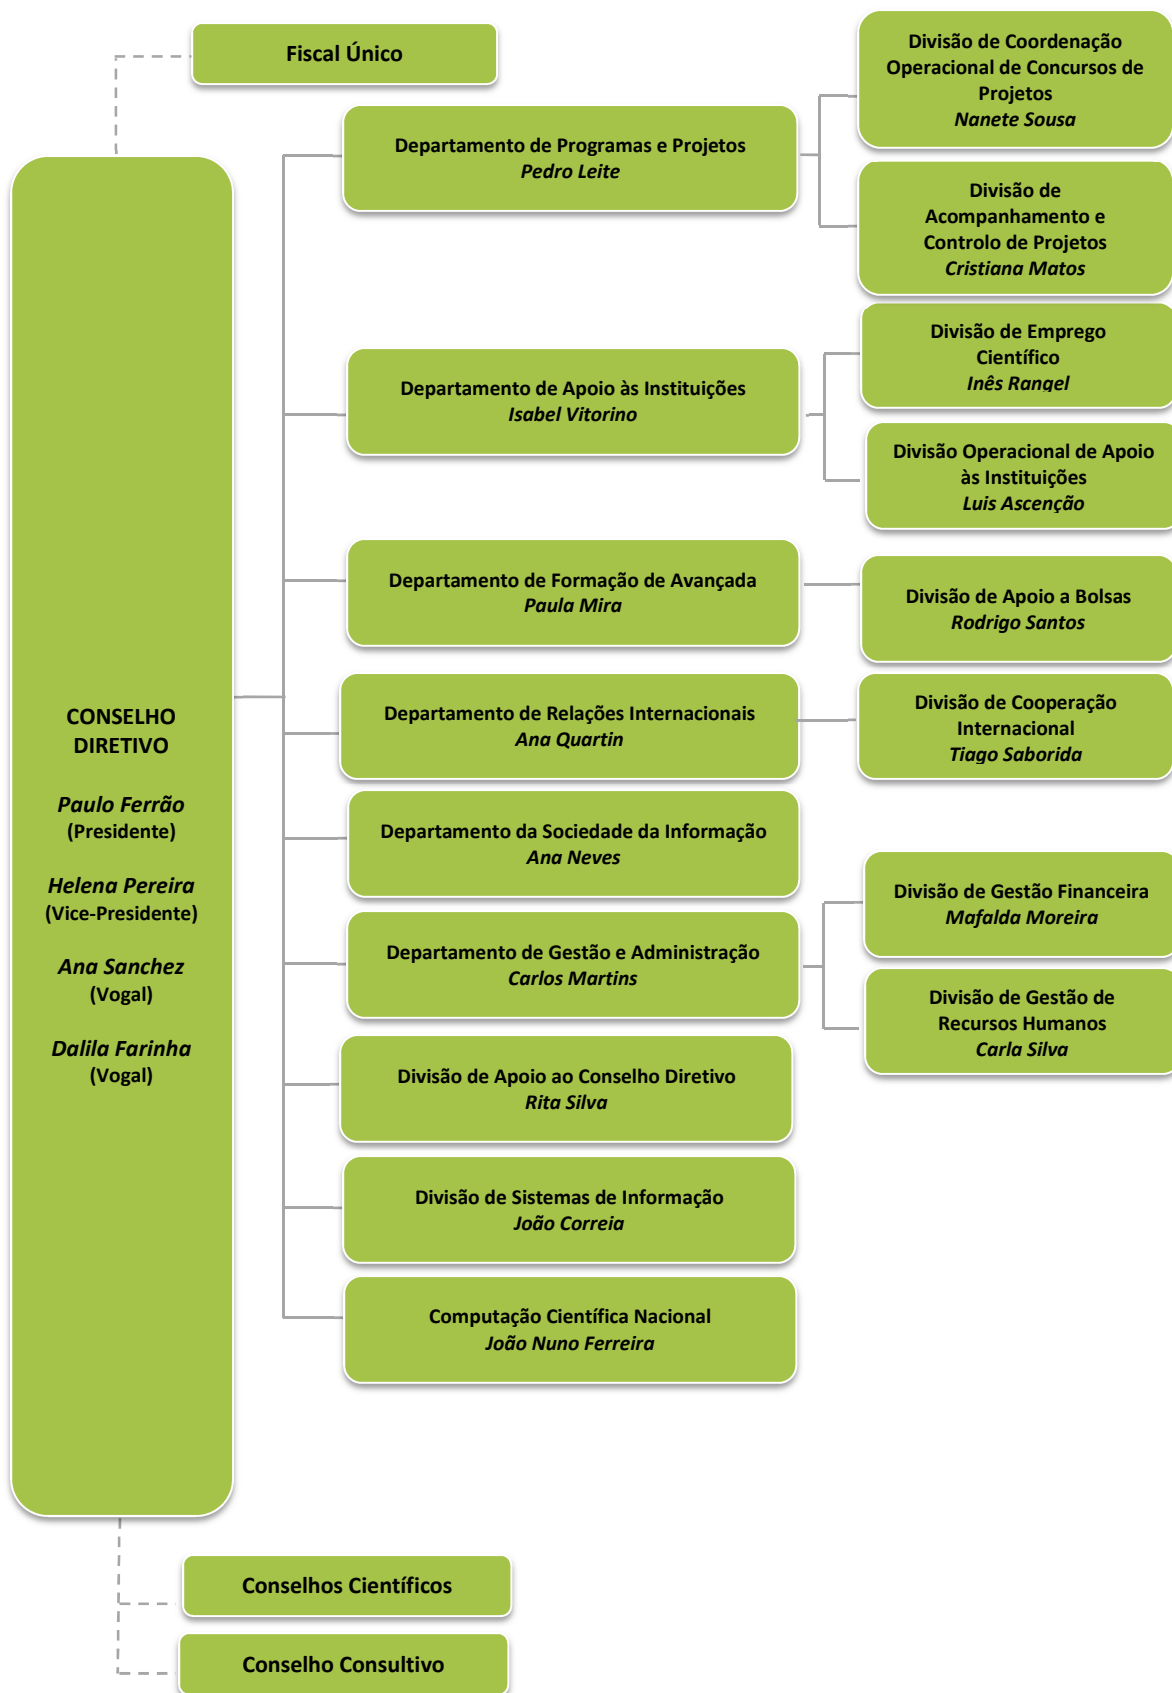 Fiscal Único
Divisão de Coordenação
Operacional de Concursos de
Projetos
Nanete Sousa
Departamento de Programas e Projetos
Pedro Leite
Divisão de
Acompanhamento e
Controlo de Projetos
Cristiana Matos
Departamento de Apoio às Instituições
Isabel Vitorino
Divisão de Emprego
Científico
Inês Rangel
Divisão Operacional de Apoio
às Instituições
Luis Ascenção
Departamento de Formação de Avançada
Paula Mira
Divisão de Apoio a Bolsas
Rodrigo Santos
CONSELHO
DIRETIVO
Paulo Ferrão
(Presidente)
Helena Pereira
(Vice-Presidente)
Ana Sanchez
(Vogal)
Dalila Farinha
(Vogal)
Departamento de Relações Internacionais
Ana Quartin
Divisão de Cooperação
Internacional
Tiago Saborida
Departamento da Sociedade da Informação
Ana Neves
Departamento de Gestão e Administração
Carlos Martins
Divisão de Gestão Financeira
Mafalda Moreira
Divisão de Gestão de
Recursos Humanos
Carla Silva
Divisão de Apoio ao Conselho Diretivo
Rita Silva
Divisão de Sistemas de Informação
João Correia
Computação Científica Nacional
João Nuno Ferreira
Conselhos Científicos
Conselho Consultivo